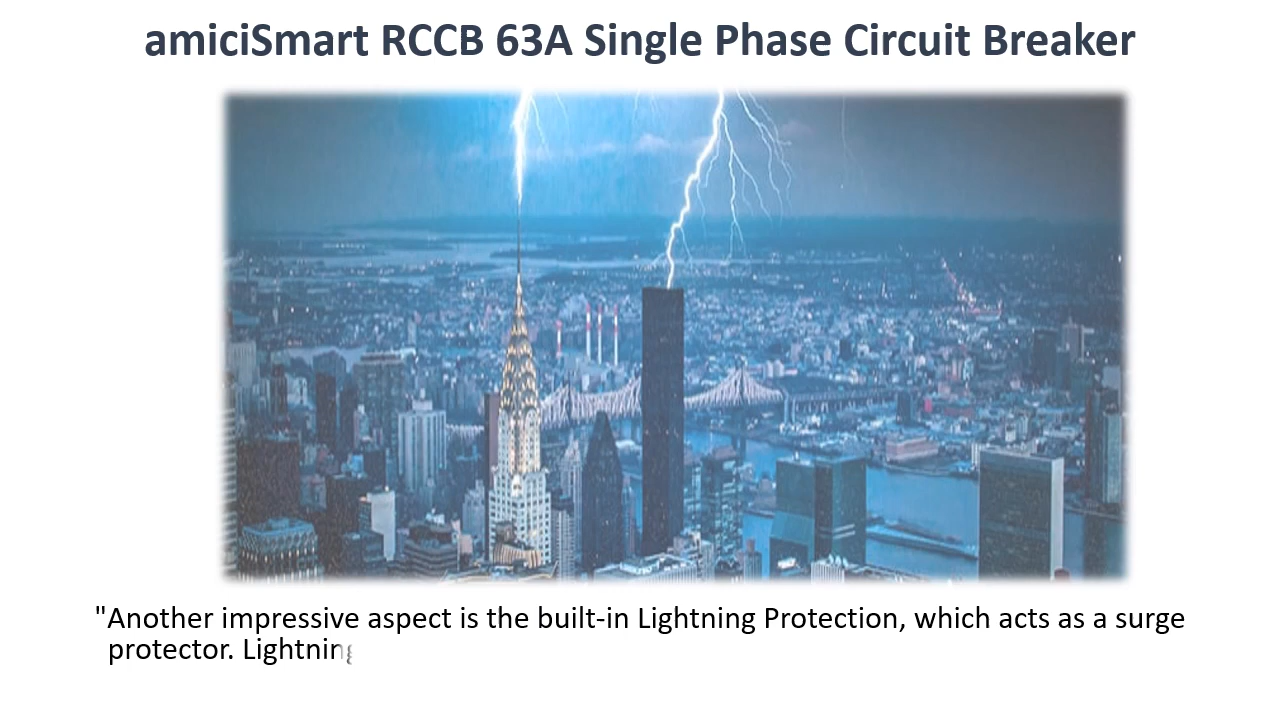 amiciSmart RCCB 63A Single Phase Circuit Breaker
"Another impressive aspect is the built-in Lightning Protection, which acts as a surge
protector. Lightning